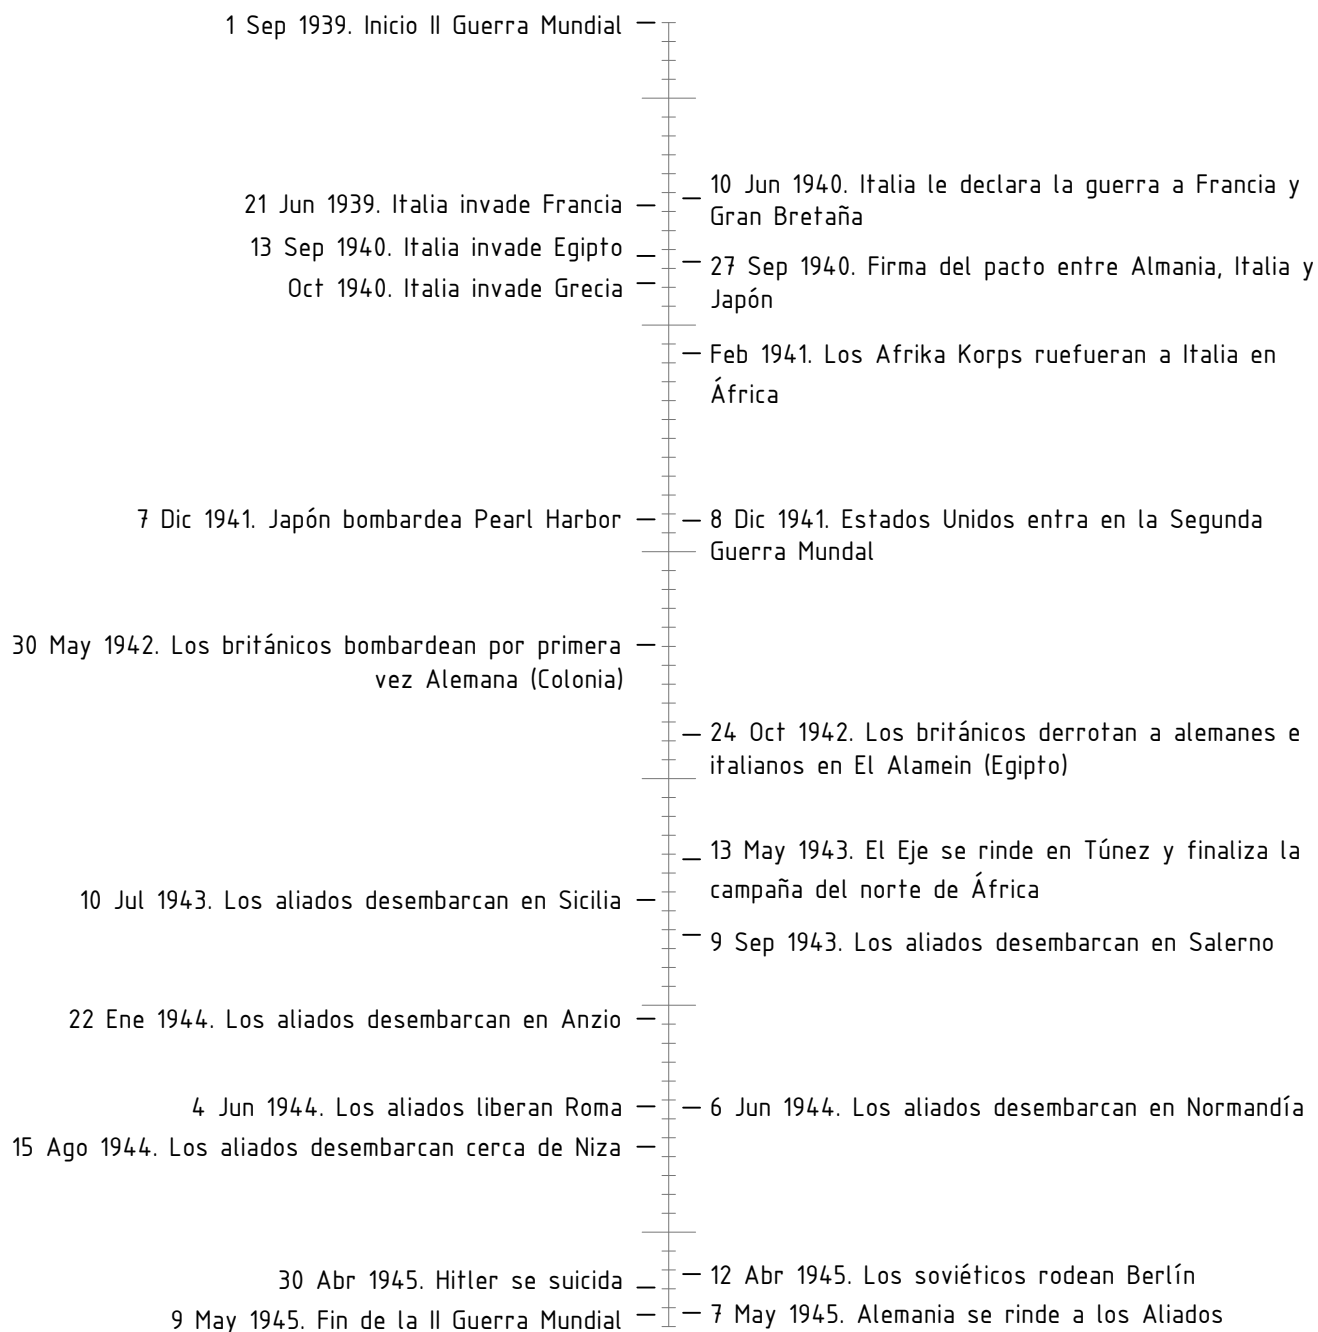 1 Sep 1939. Inicio II Guerra Mundial
10 Jun 1940. Italia le declara la guerra a Francia y
Gran Bretaña
21 Jun 1939. Italia invade Francia
13 Sep 1940. Italia invade Egipto
27 Sep 1940. Firma del pacto entre Almania, Italia y
Japón
Oct 1940. Italia invade Grecia
Feb 1941. Los Afrika Korps ruefueran a Italia en
África
7 Dic 1941. Japón bombardea Pearl Harbor
8 Dic 1941. Estados Unidos entra en la Segunda
Guerra Mundal
30 May 1942. Los británicos bombardean por primera
vez Alemana (Colonia)
24 Oct 1942. Los británicos derrotan a alemanes e
italianos en El Alamein (Egipto)
13 May 1943. El Eje se rinde en Túnez y finaliza la
campaña del norte de África
10 Jul 1943. Los aliados desembarcan en Sicilia
9 Sep 1943. Los aliados desembarcan en Salerno
22 Ene 1944. Los aliados desembarcan en Anzio
4 Jun 1944. Los aliados liberan Roma
6 Jun 1944. Los aliados desembarcan en Normandía
15 Ago 1944. Los aliados desembarcan cerca de Niza
12 Abr 1945. Los soviéticos rodean Berlín
30 Abr 1945. Hitler se suicida
7 May 1945. Alemania se rinde a los Aliados
9 May 1945. Fin de la II Guerra Mundial